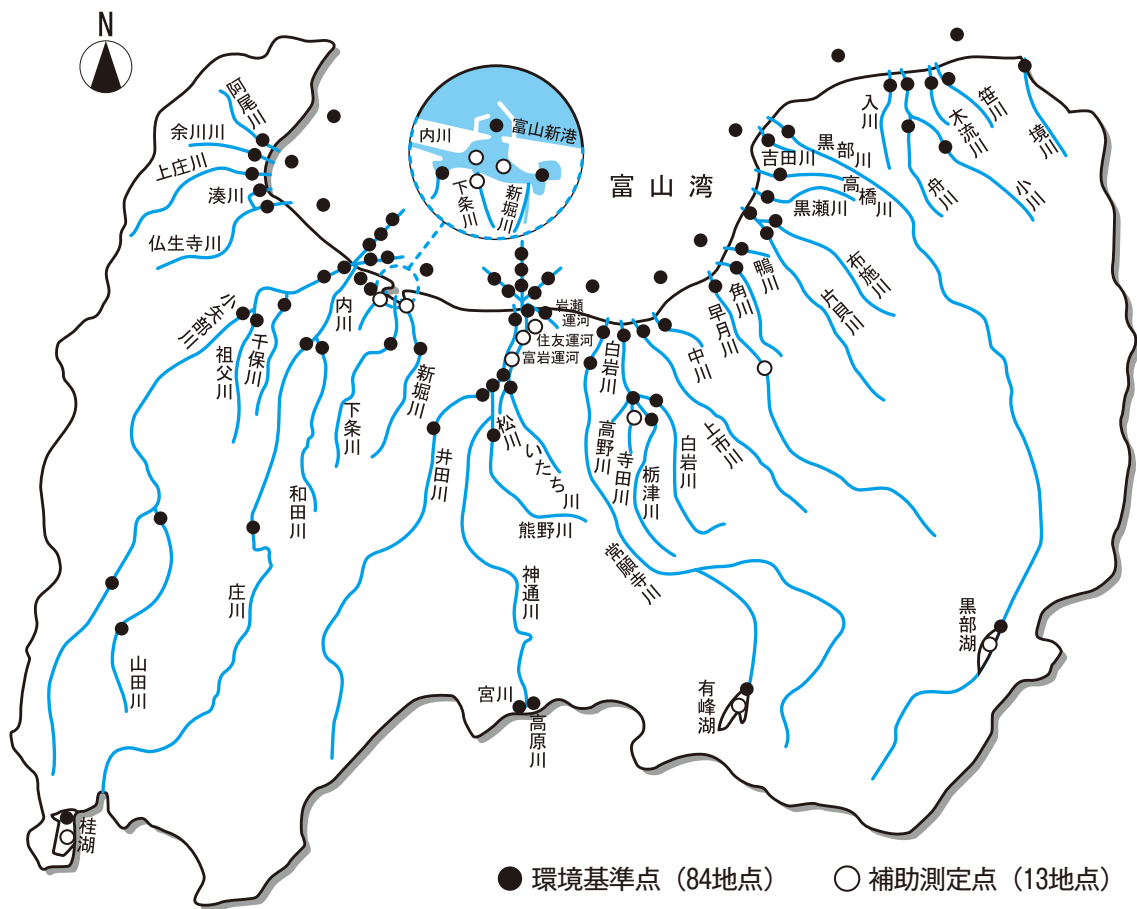 N
阿尾川
余川川
上庄川
湊川
仏生寺川
内川
富山新港
下条川
新堀川
富山湾
入川
舟川
木流川
小川
笹川
境川
吉田川
黒部川
高橋川
黒瀬川
布施川
片貝川
鴨川
角川
早月川
中川
上市川
白岩川
岩瀬運河
住友運河
富岩運河
小矢部川
祖父川
千保川
内川
下条川
新堀川
和田川
庄川
山田川
井田川
松川
いたち川
熊野川
神通川
高野川
寺田川
栃津川
白岩川
常願寺川
宮川
高原川
有峰湖
黒部湖
桂湖
環境基準点（84地点）
補助測定点（13地点）